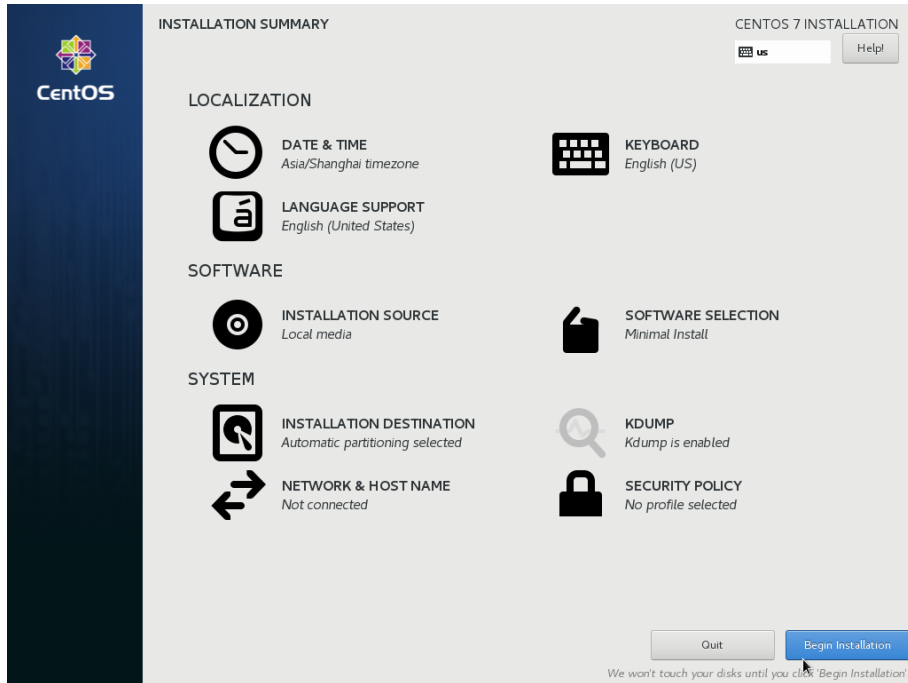 INSTALLATION SUMMARY
CENTOS 7 INSTALLATION
us
Help!
CentOS
LOCALIZATION
DATE & TIME
Asia/Shanghai timezone
KEYBOARD
English (US)
á
LANGUAGE SUPPORT
English (United States)
SOFTWARE
INSTALLATION SOURCE
Local media
SOFTWARE SELECTION
Minimal Install
SYSTEM
INSTALLATION DESTINATION
Automatic partitioning selected
KDUMP
Kdump is enabled
NETWORK & HOST NAME
Not connected
SECURITY POLICY
No profile selected
Quit
Begin Installation
We won't touch your disks until you click 'Begin Installation'